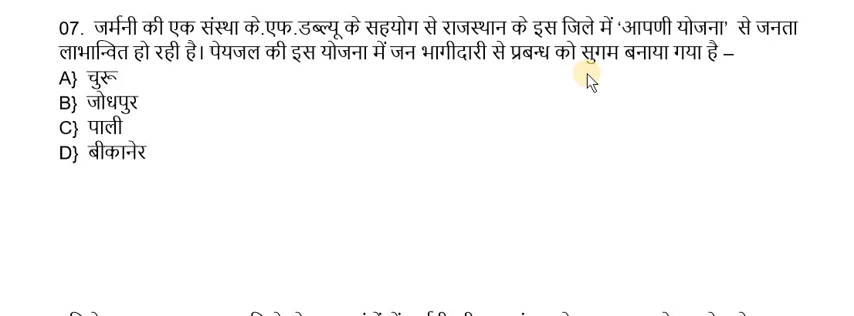 07. जर्मनी की एक संस्था के.एफ.डब्ल्यू के सहयोग से राजस्थान के इस जिले में ‘आपणी योजना’ से जनता
लाभान्वित हो रही है। पेयजल की इस योजना में जन भागीदारी से प्रबन्ध को सुगम बनाया गया है –
A} चुरू
B} जोधपुर
C} पाली
D} बीकानेर